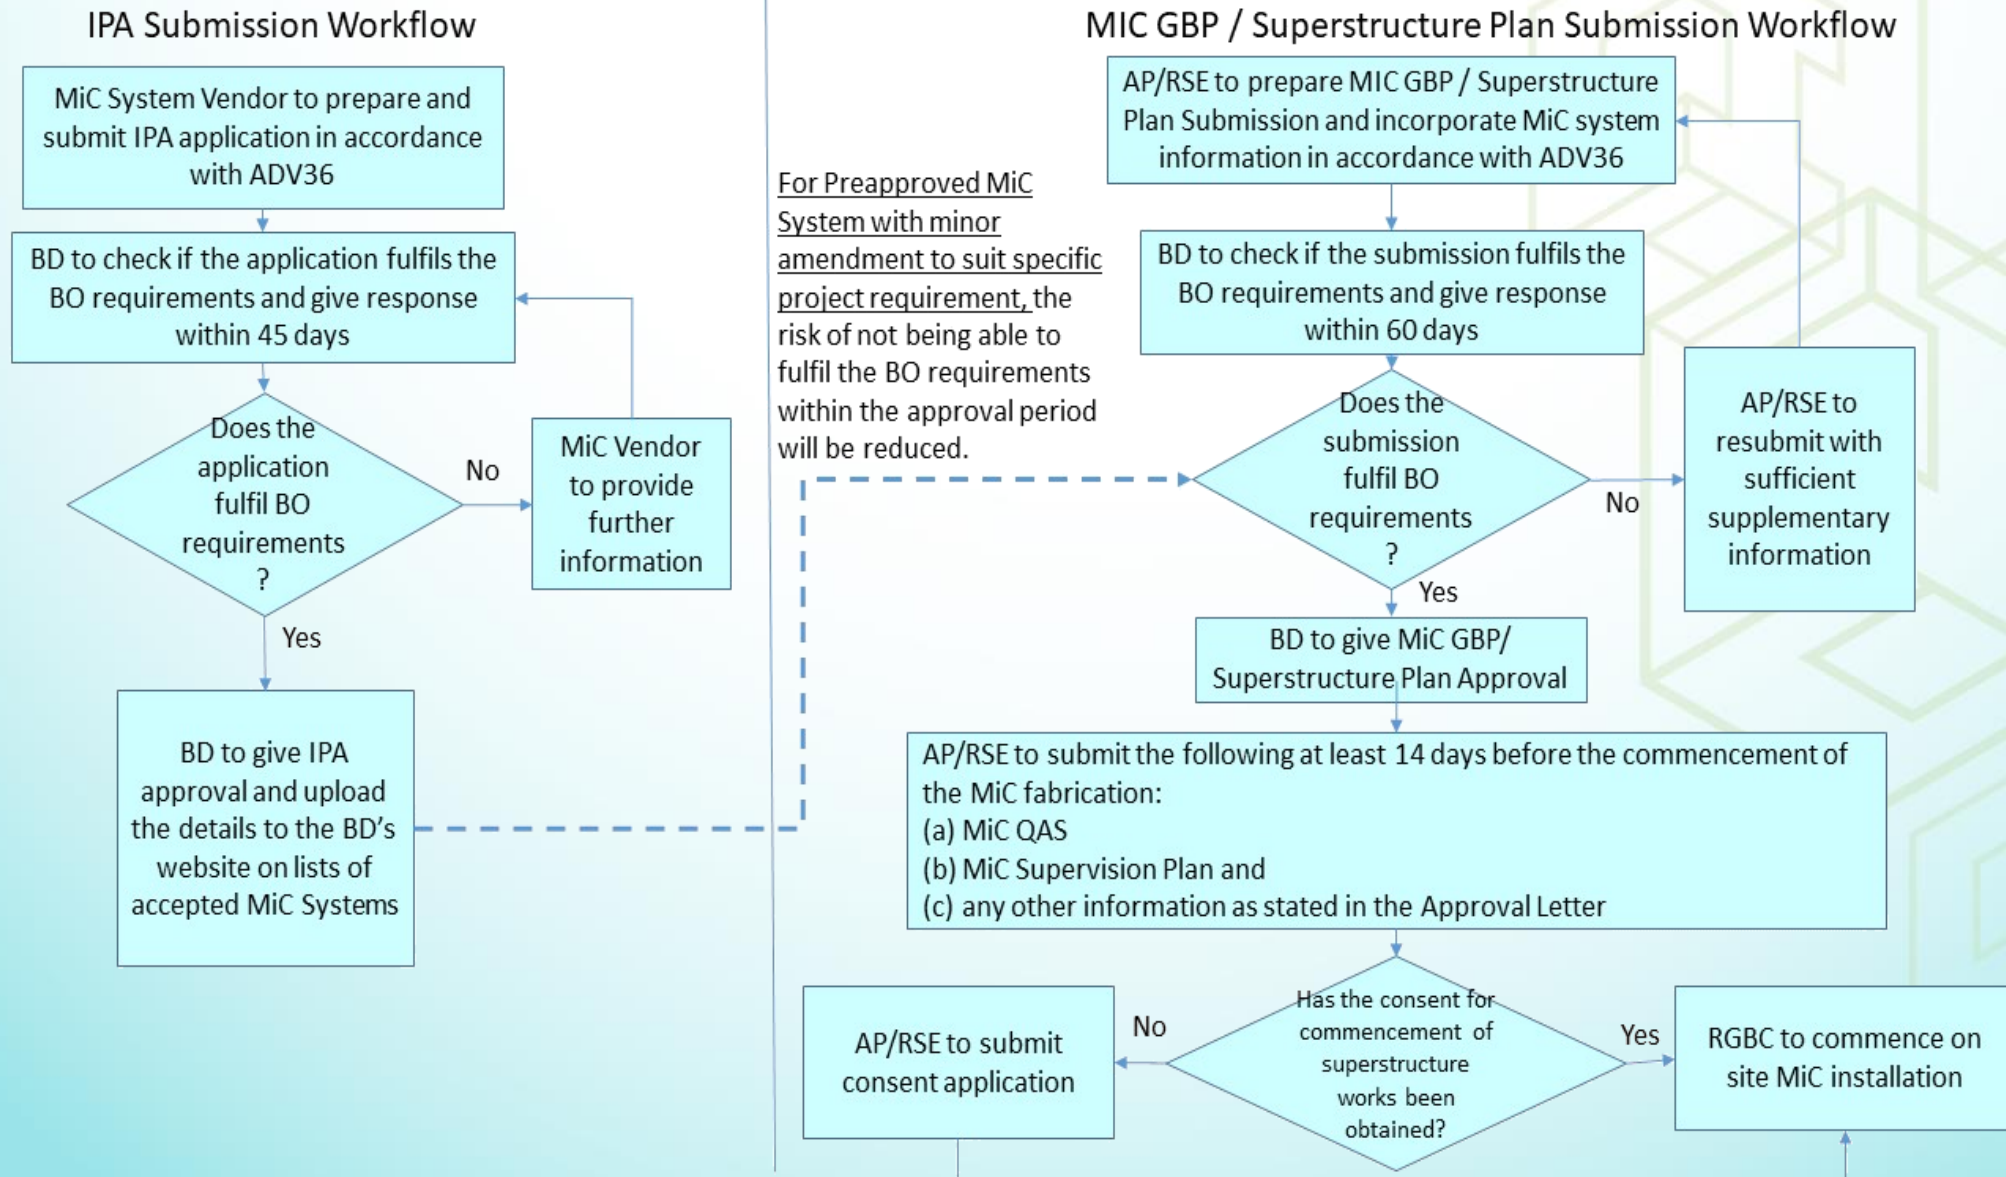 IPA Submission Workflow
MiC System Vendor to prepare and
submit IPA application in accordance
with ADV36
BD to check if the application fulfils the
BO requirements and give response
within 45 days
Does the
application
fulfil BO
requirements
?
No
MiC Vendor
to provide
further
information
Yes
BD to give IPA
approval and upload
the details to the BD's
website on lists of
accepted MiC Systems
For Preapproved MiC
System with minor
amendment to suit specific
project requirement, the
risk of not being able to
fulfil the BO requirements
within the approval period
will be reduced.
MIC GBP / Superstructure Plan Submission Workflow
AP/RSE to prepare MIC GBP / Superstructure
Plan Submission and incorporate MiC system
information in accordance with ADV36
BD to check if the submission fulfils the
BO requirements and give response
within 60 days
Does the
submission
fulfil BO
requirements
?
No
AP/RSE to
resubmit with
sufficient
supplementary
information
Yes
BD to give MiC GBP/
Superstructure Plan Approval
AP/RSE to submit the following at least 14 days before the commencement of
the MiC fabrication:
(a) MiC QAS
(b) MiC Supervision Plan and
(c) any other information as stated in the Approval Letter
Has the consent for
commencement of
superstructure
works been
obtained?
No
AP/RSE to submit
consent application
Yes
RGBC to commence on
site MiC installation